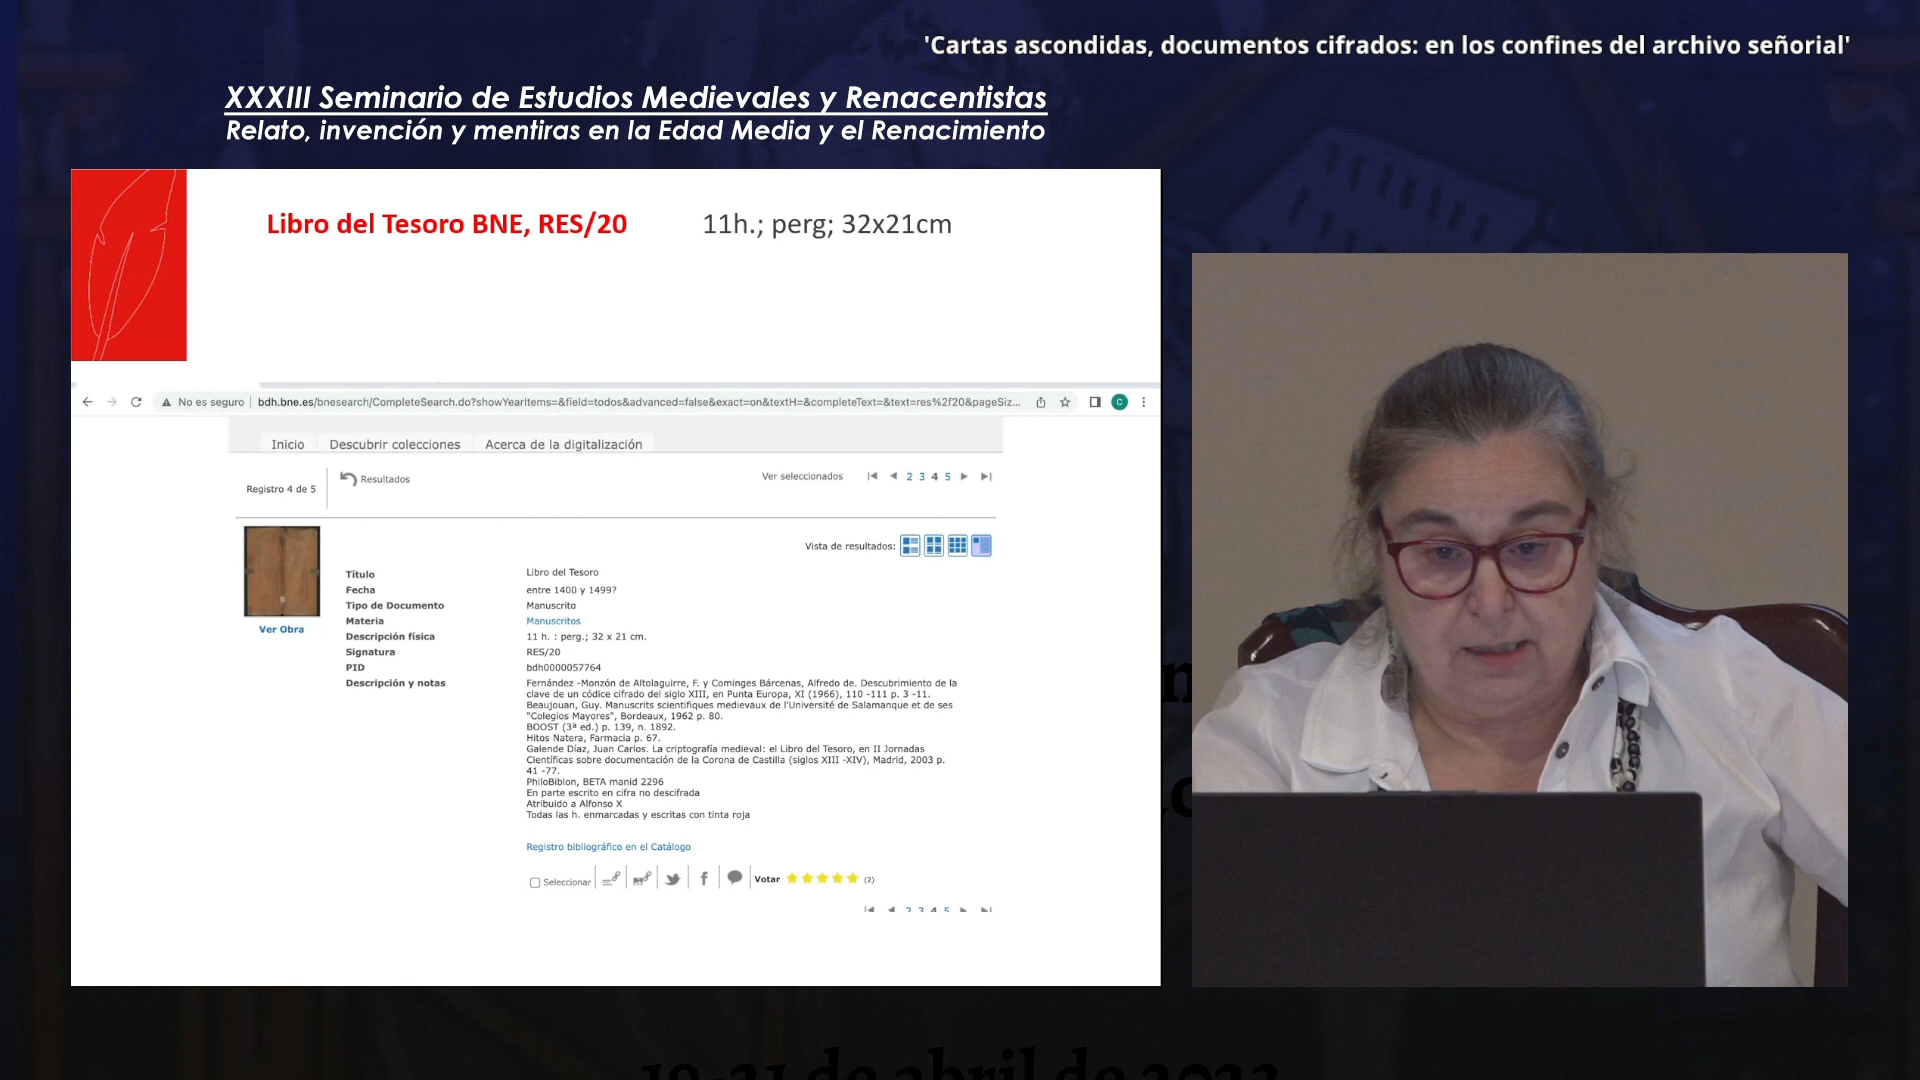 'Cartas ascondidas, documentos cifrados: en los confines del archivo señorial'
XXXIII Seminario de Estudios Medievales y Renacentistas
Relato, invención y mentiras en la Edad Media y el Renacimiento
Libro del Tesoro BNE, RES/20 11h.; perg; 32x21cm
No es seguro bdh.bne.es/bnesearch/CompleteSearch.do?showYearItems=&field=todos&advanced=false&exact=on&textH=&completeText=&text=res%2f20&pageSiz... C
Inicio Descubrir colecciones Acerca de la digitalización
Registro 4 de 5 Resultados Ver seleccionados 2 3 4 5
Vista de resultados:
Ver Obra
Título Libro del Tesoro
Fecha entre 1400 y 1499?
Tipo de Documento Manuscrito
Materia Manuscritos
Descripción física 11 h. : perg.; 32 x 21 cm.
Signatura RES/20
PID bdh0000057764
Descripción y notas Fernández -Monzón de Altolaguirre, F. y Cominges Bárcenas, Alfredo de. Descubrimiento de la
clave de un códice cifrado del siglo XIII, en Punta Europa, XI (1966), 110 -111 p. 3 -11.
Beaujouan, Guy. Manuscrits scientifiques medievaux de l'Université de Salamanque et de ses
"Colegios Mayores", Bordeaux, 1962 p. 80.
BOOST (3ª ed.) p. 139, n. 1892.
Hitos Natera, Farmacia p. 67.
Galende Díaz, Juan Carlos. La criptografía medieval: el Libro del Tesoro, en II Jornadas
Científicas sobre documentación de la Corona de Castilla (siglos XIII -XIV), Madrid, 2003 p.
41 -77.
PhiloBiblon, BETA manid 2296
En parte escrito en cifra no descifrada
Atribuido a Alfonso X
Todas las h. enmarcadas y escritas con tinta roja
Registro bibliográfico en el Catálogo
Seleccionar Votar (2)
2 3 4 5
19-21 de abril de 2023